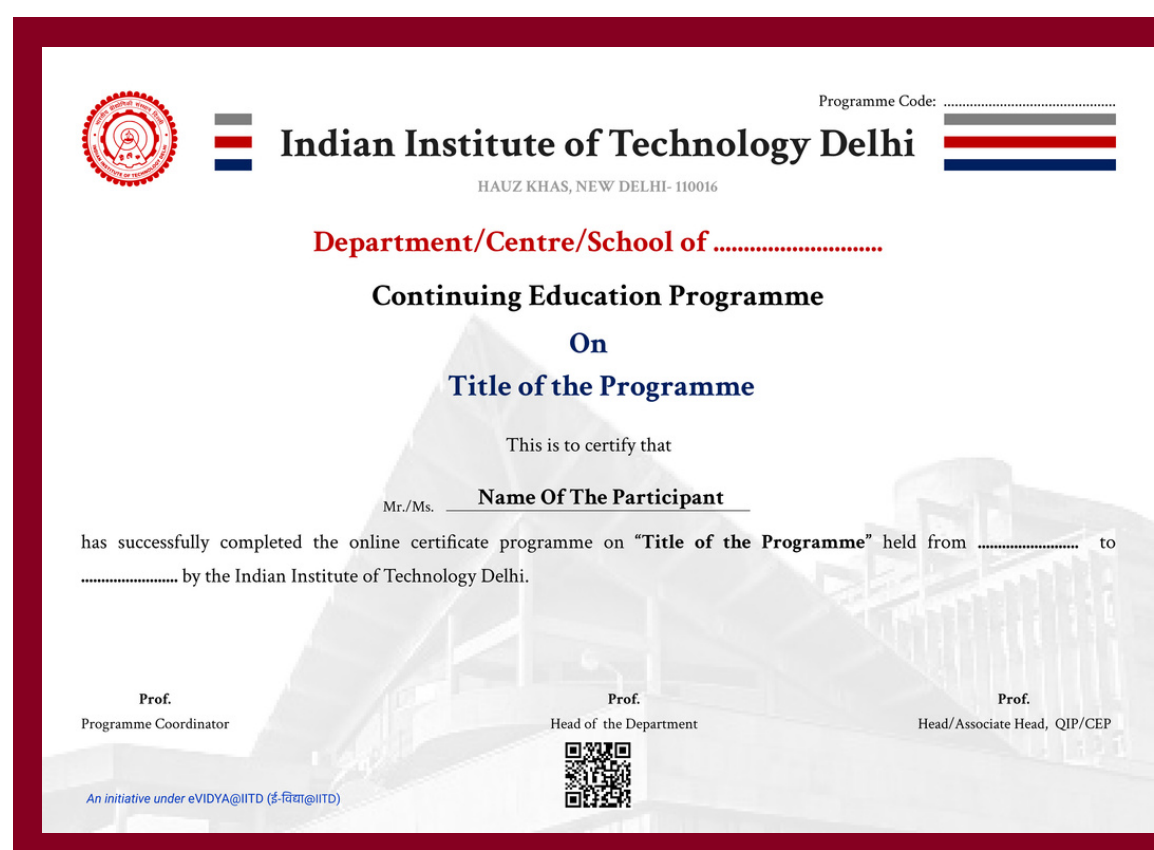 Programme Code: ..............................................
Indian Institute of Technology Delhi
HAUZ KHAS, NEW DELHI- 110016
Department/Centre/School of ............................
Continuing Education Programme
On
Title of the Programme
This is to certify that
Mr./Ms. Name Of The Participant
has successfully completed the online certificate programme on “Title of the Programme” held from ......................... to
........................ by the Indian Institute of Technology Delhi.
Prof. Prof. Prof.
Programme Coordinator Head of the Department Head/Associate Head, QIP/CEP
An initiative under eVIDYA@IITD (ई-विद्या@IITD)